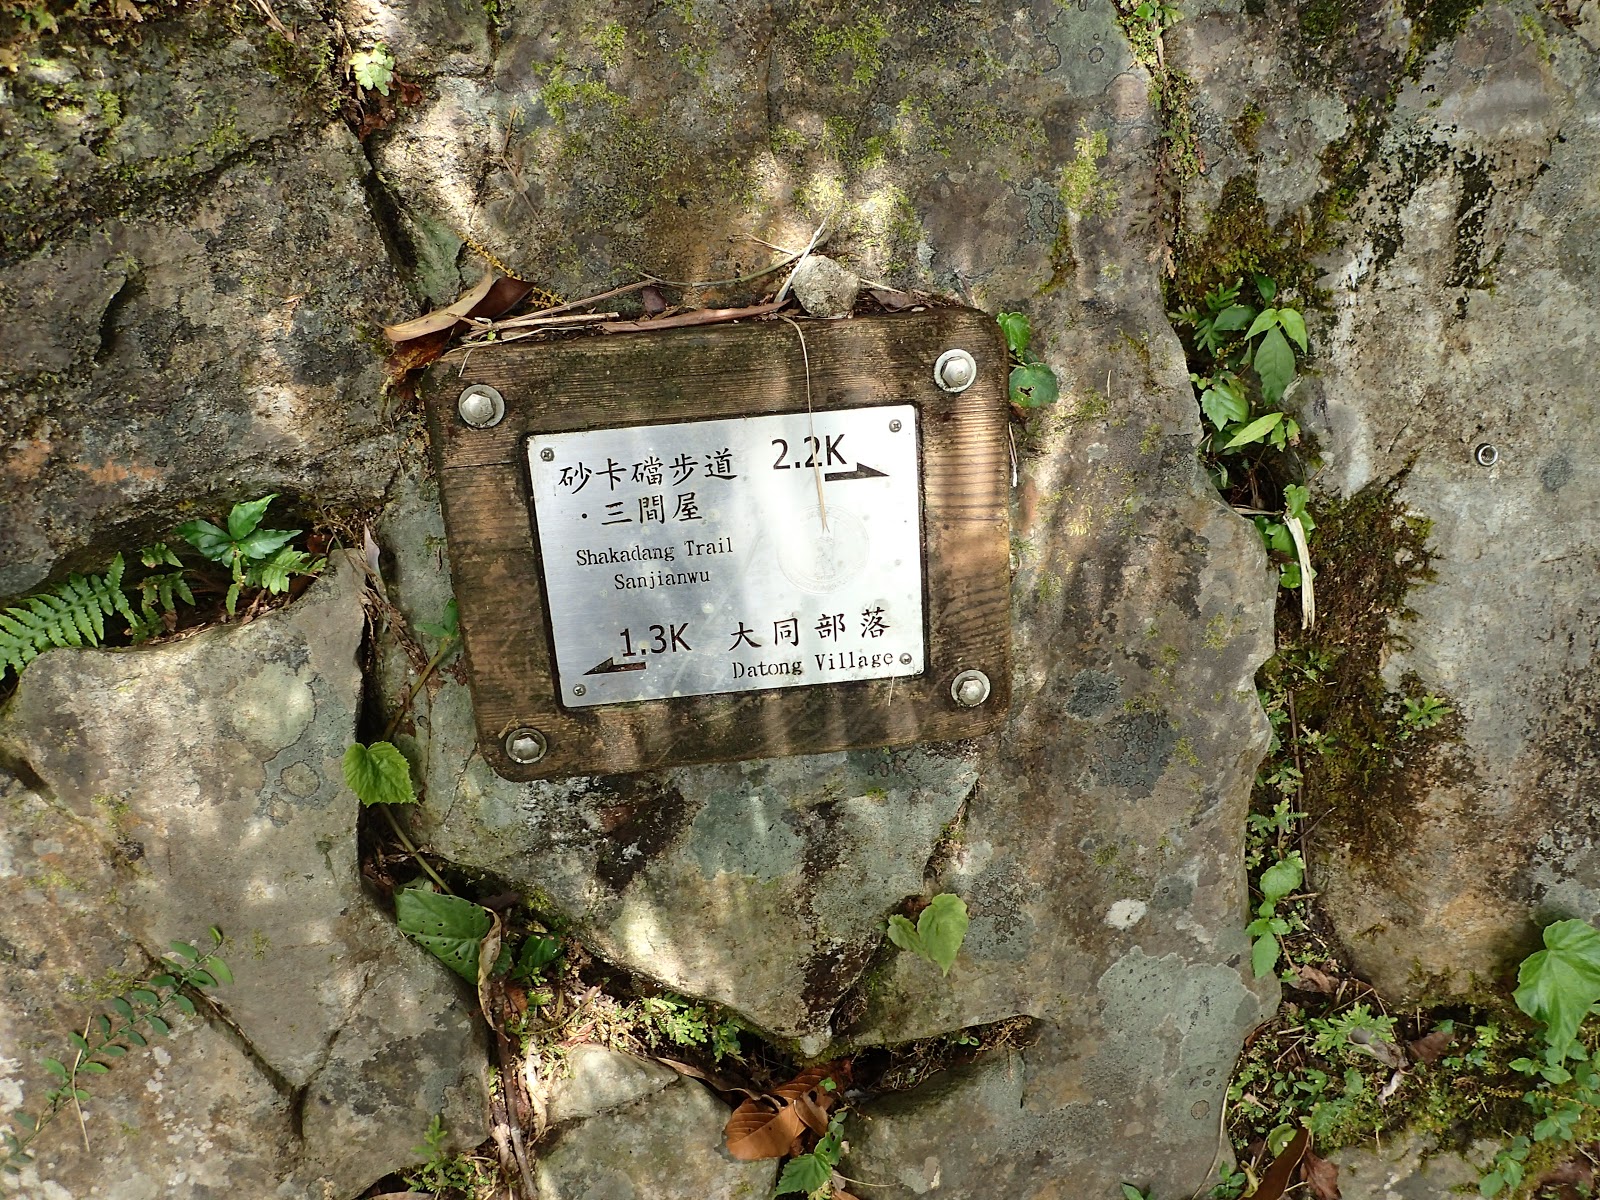 砂卡礑步道 2.2K
·三間屋
Shakadang Trail
Sanjianwu
1.3K 大同部落
Datong Village